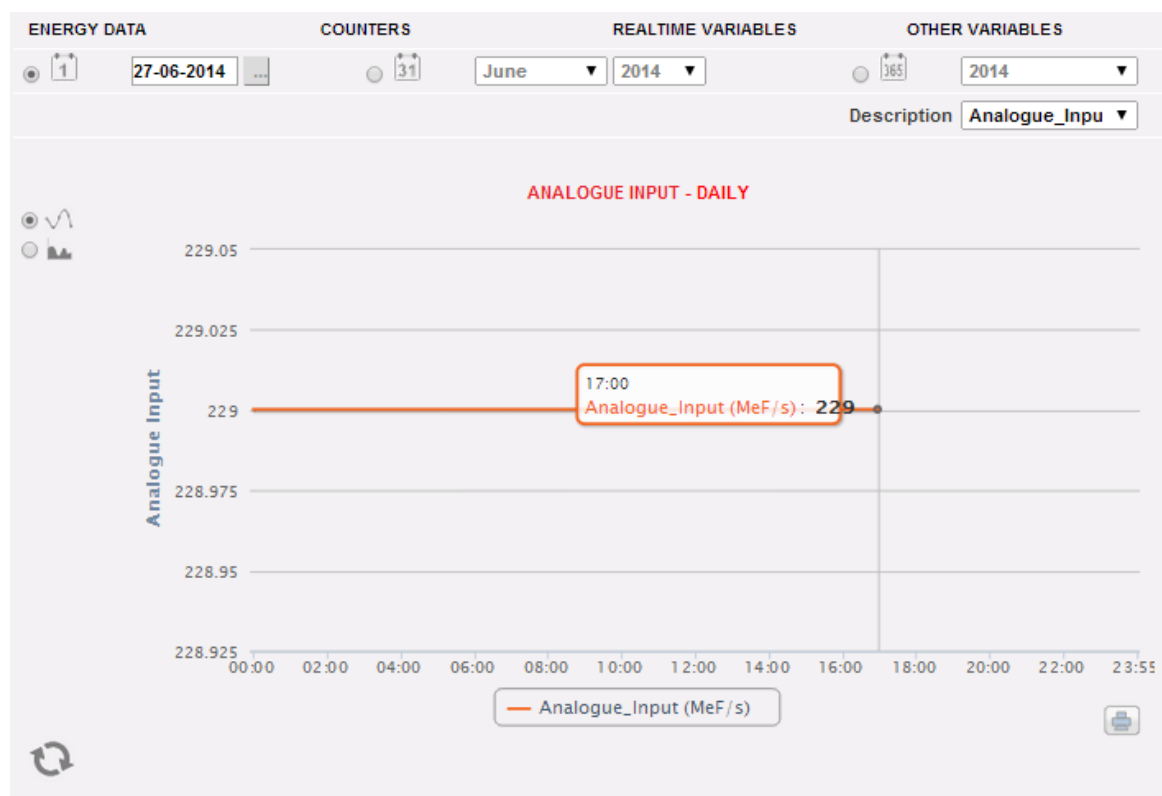 ENERGY DATA COUNTERS REALTIME VARIABLES OTHER VARIABLES
1 27-06-2014 ... 31 June 2014 365 2014
Description Analogue_Inpu
ANALOGUE INPUT - DAILY
229.05
229.025
17:00
Analogue_Input (MeF/s): 229
229
228.975
228.95
228.925
Analogue Input
00:00 02:00 04:00 06:00 08:00 10:00 12:00 14:00 16:00 18:00 20:00 22:00 23:55
Analogue_Input (MeF/s)